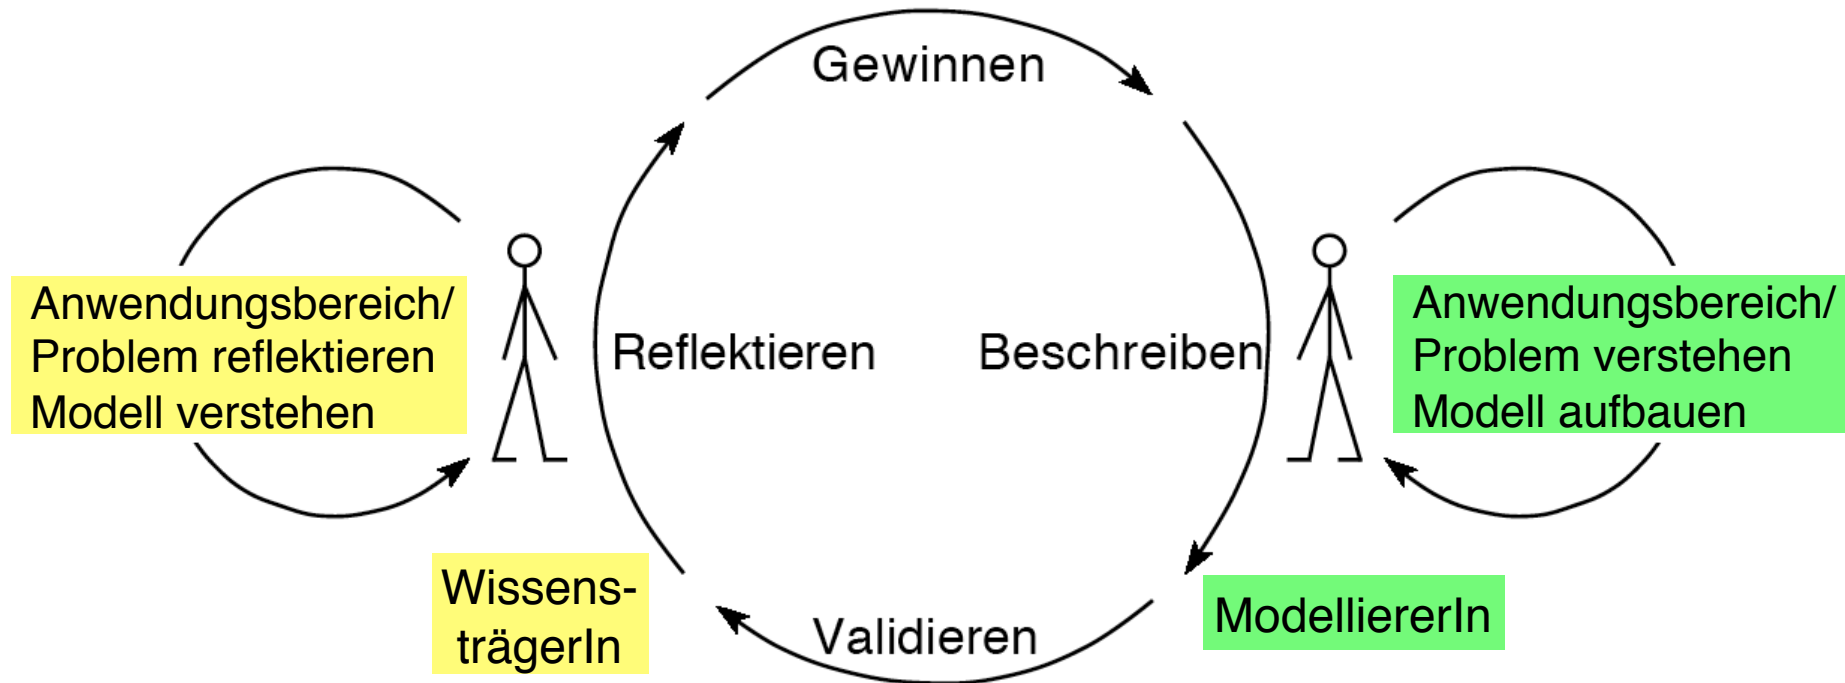 Gewinnen
Anwendungsbereich/
Problem reflektieren
Modell verstehen
Reflektieren
Beschreiben
Anwendungsbereich/
Problem verstehen
Modell aufbauen
Wissens-
trägerIn
Validieren
ModelliererIn